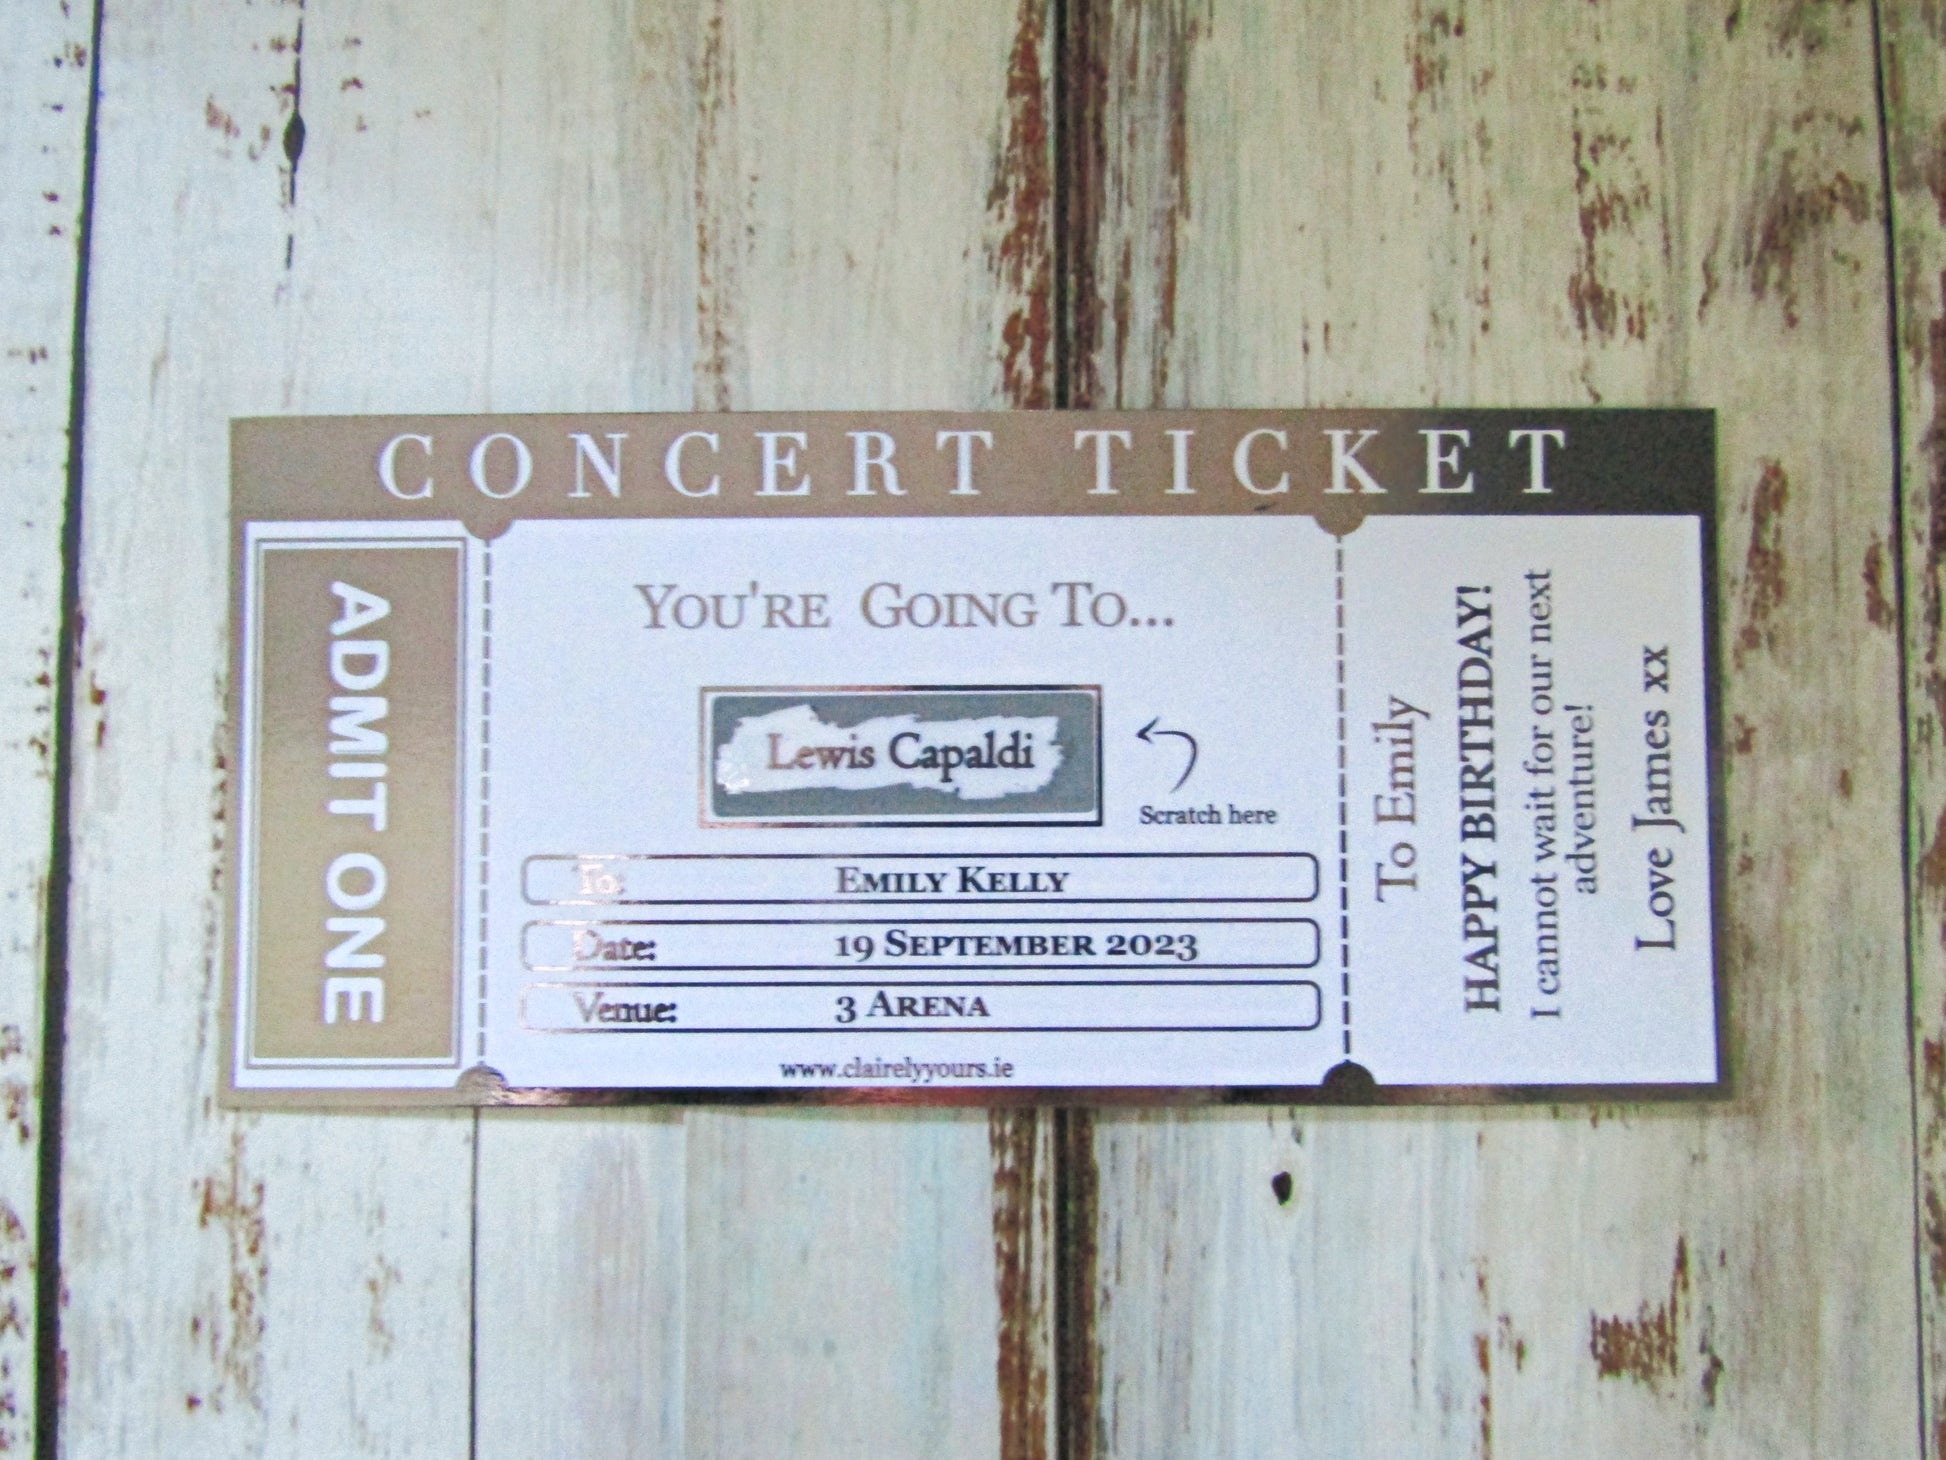 CONCERT TICKET
ADMIT ONE
You're Going To...
Lewis Capaldi
Scratch here
To: Emily Kelly
Date: 19 September 2023
Venue: 3 Arena
www.clairelyyours.ie
To Emily
HAPPY BIRTHDAY!
I cannot wait for our next
adventure!
Love James xx